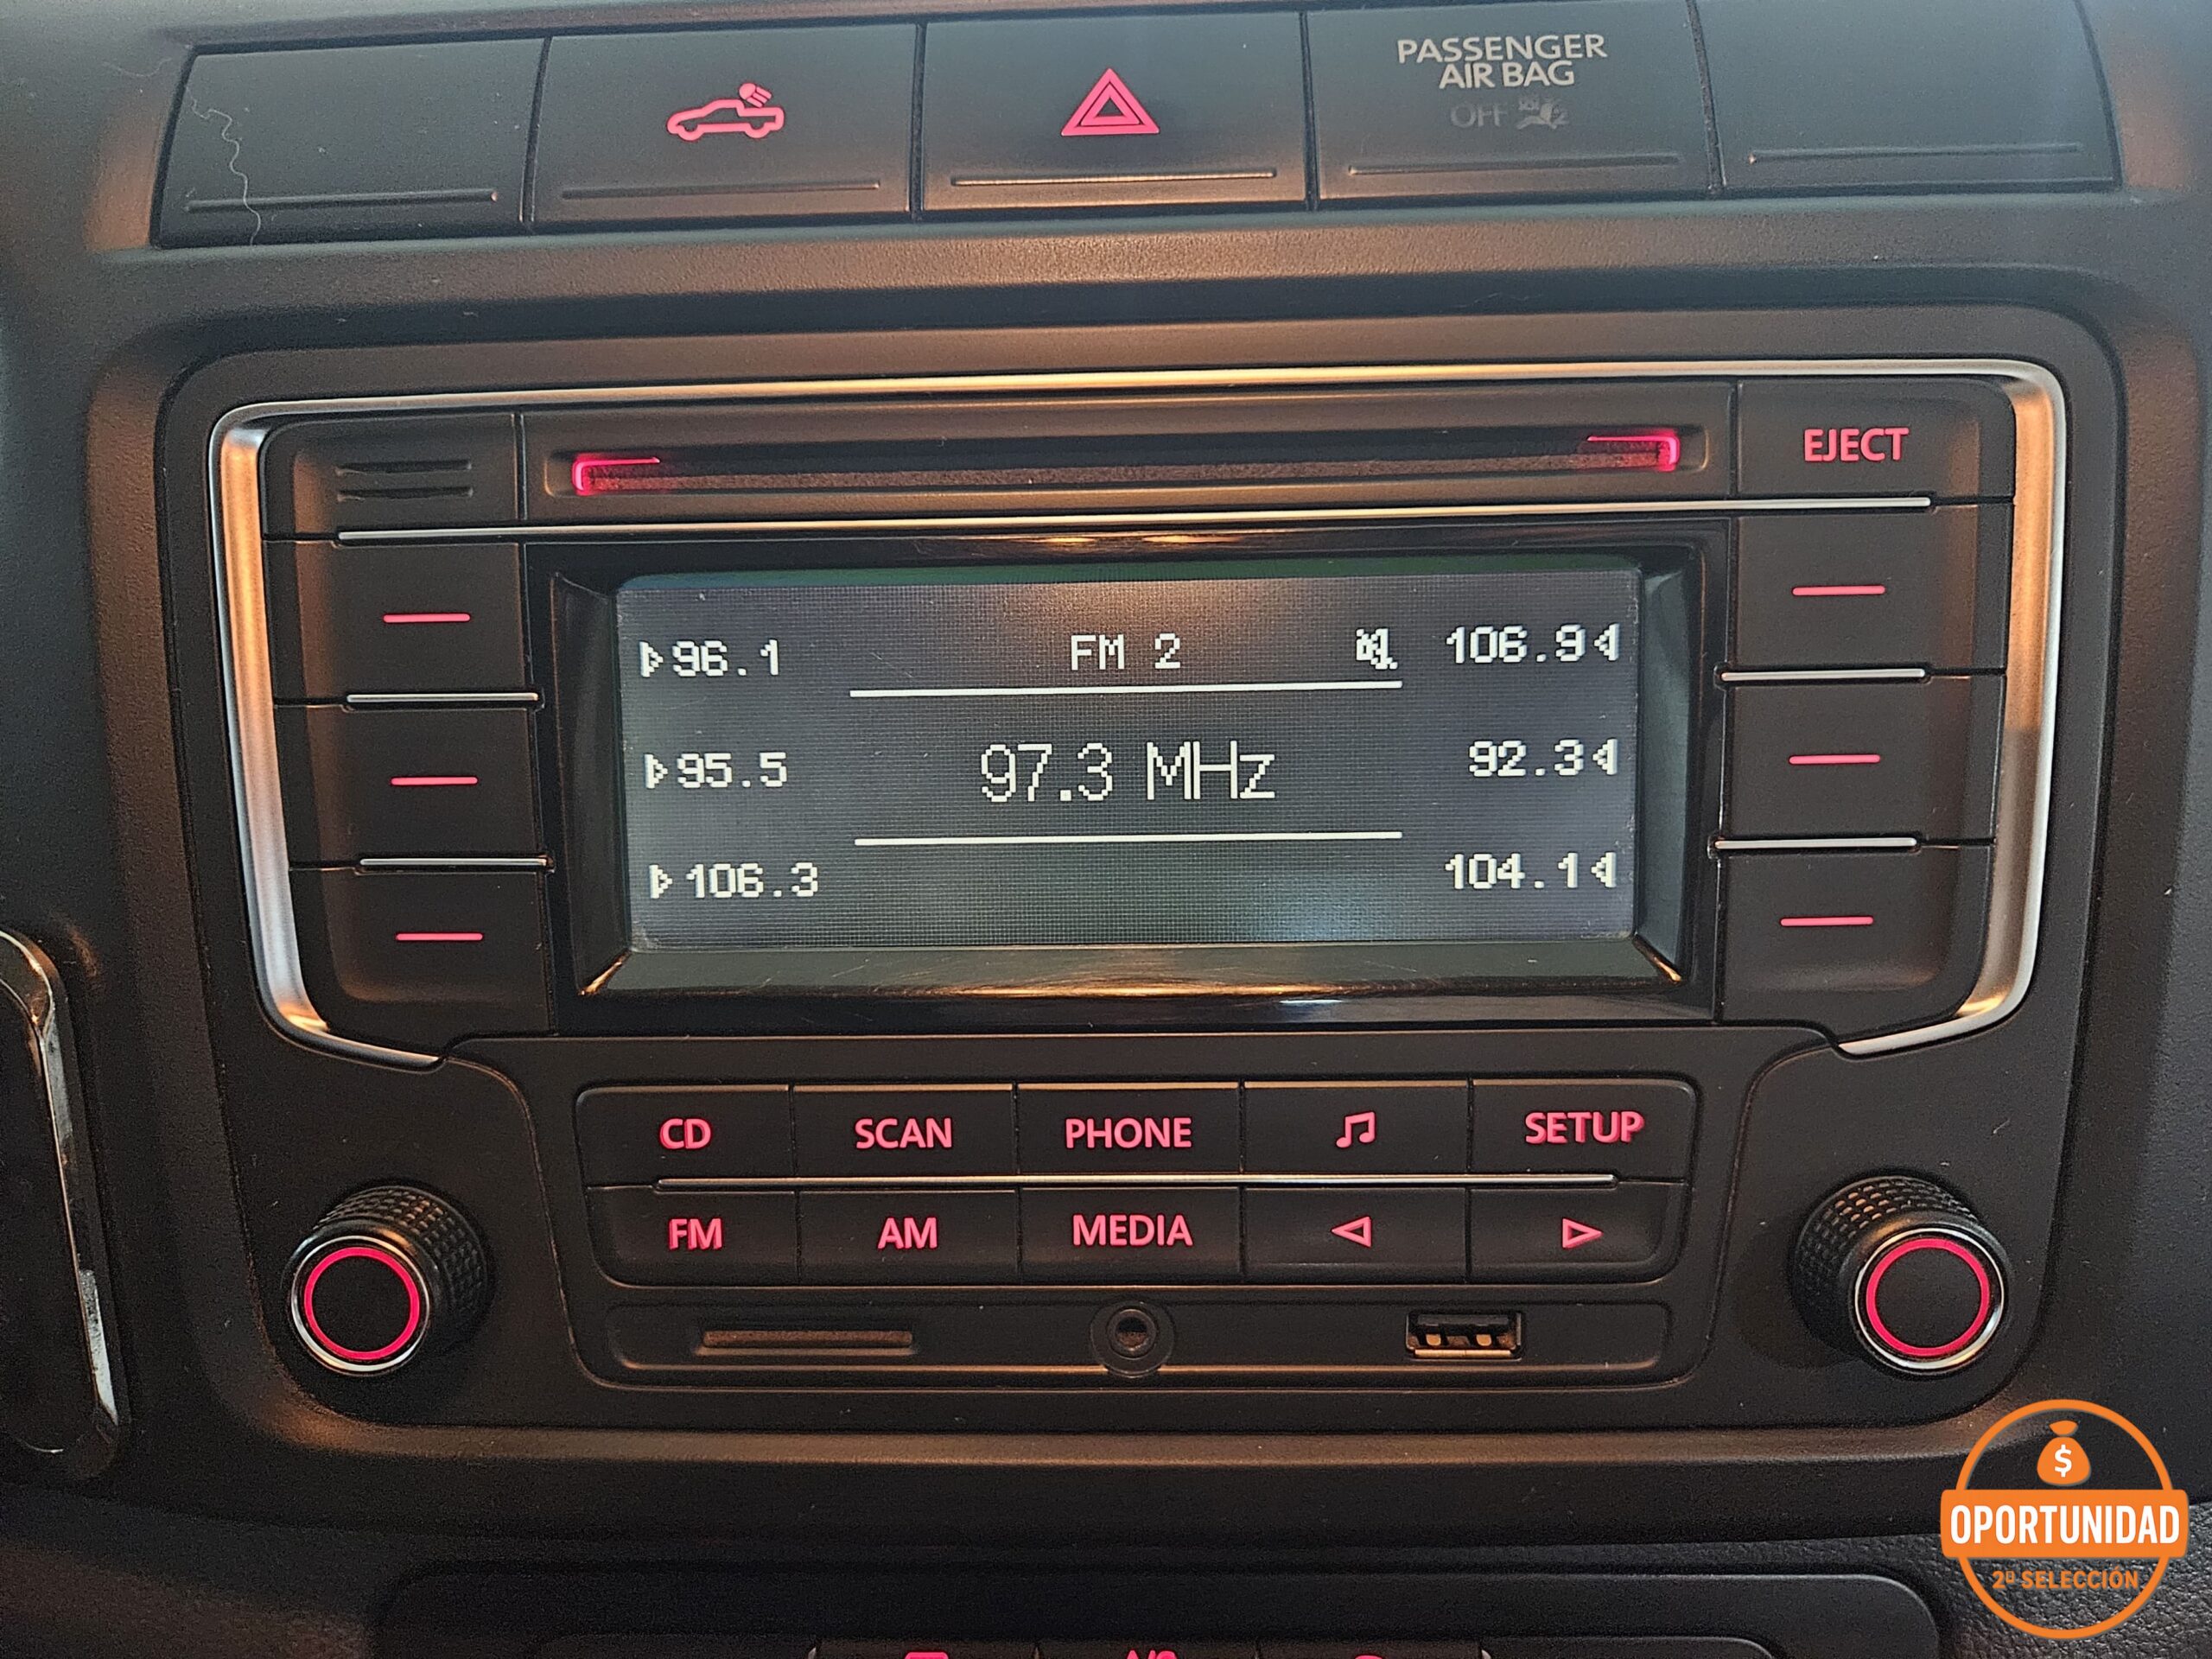 PASSENGER
AIR BAG
OFF
EJECT
96.1 FM 2 106.9
95.5 97.3 MHz 92.3
106.3 104.1
CD SCAN PHONE SETUP
FM AM MEDIA
$
OPORTUNIDAD
2ª SELECCIÓN